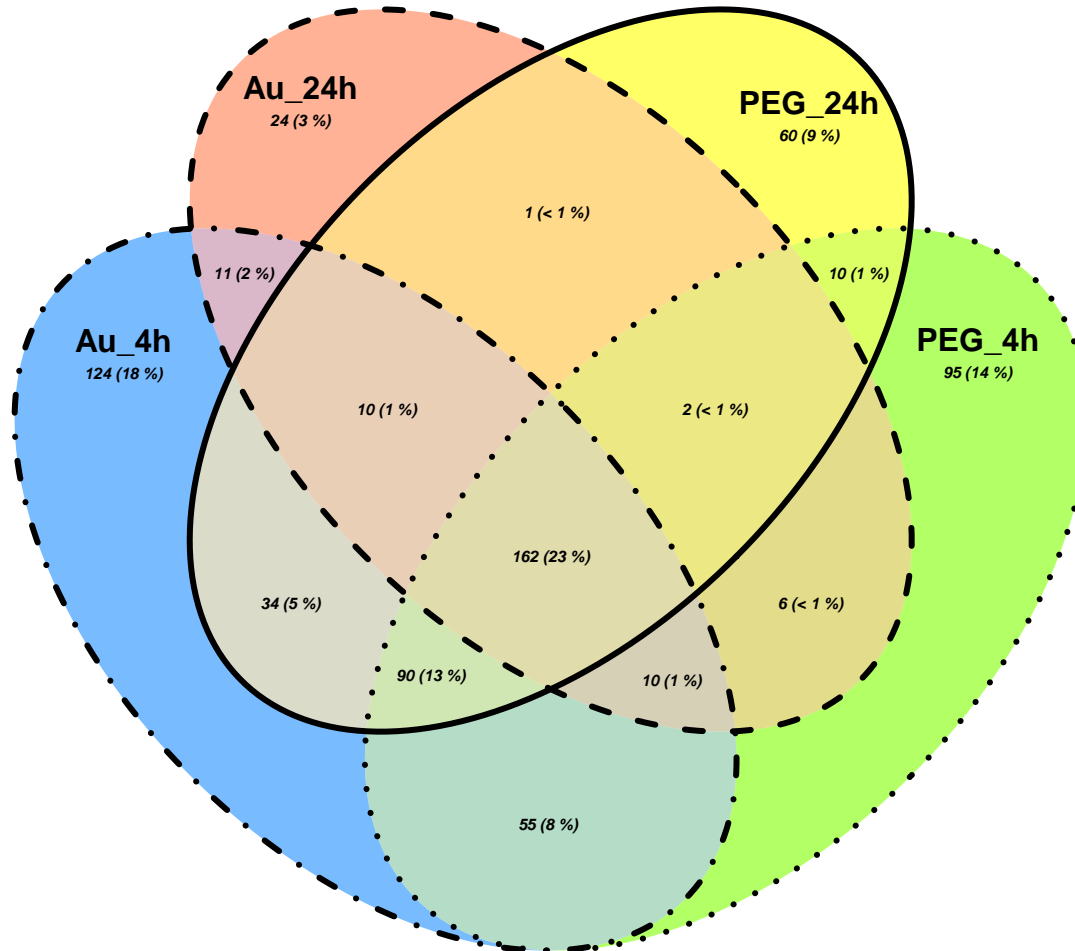 Au_24h
24 (3 %)
PEG_24h
60 (9 %)
1 (< 1 %)
11 (2 %)
10 (1 %)
Au_4h
124 (18 %)
PEG_4h
95 (14 %)
10 (1 %)
2 (< 1 %)
162 (23 %)
34 (5 %)
6 (< 1 %)
90 (13 %)
10 (1 %)
55 (8 %)